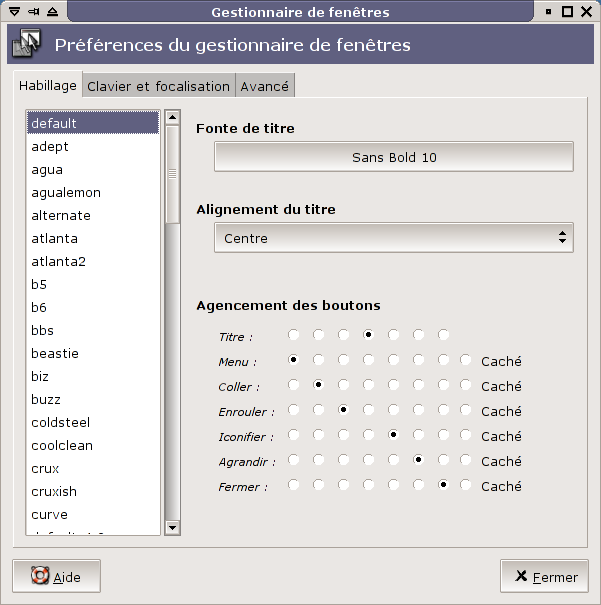 Gestionnaire de fenêtres
Préférences du gestionnaire de fenêtres
Habillage Clavier et focalisation Avancé
default
adept
agua
agualemon
alternate
atlanta
atlanta2
b5
b6
bbs
beastie
biz
buzz
coldsteel
coolclean
crux
cruxish
curve
Fonte de titre
Sans Bold 10
Alignement du titre
Centre
Agencement des boutons
Titre :
Menu : Caché
Coller : Caché
Enrouler : Caché
Iconifier : Caché
Agrandir : Caché
Fermer : Caché
Aide
Fermer